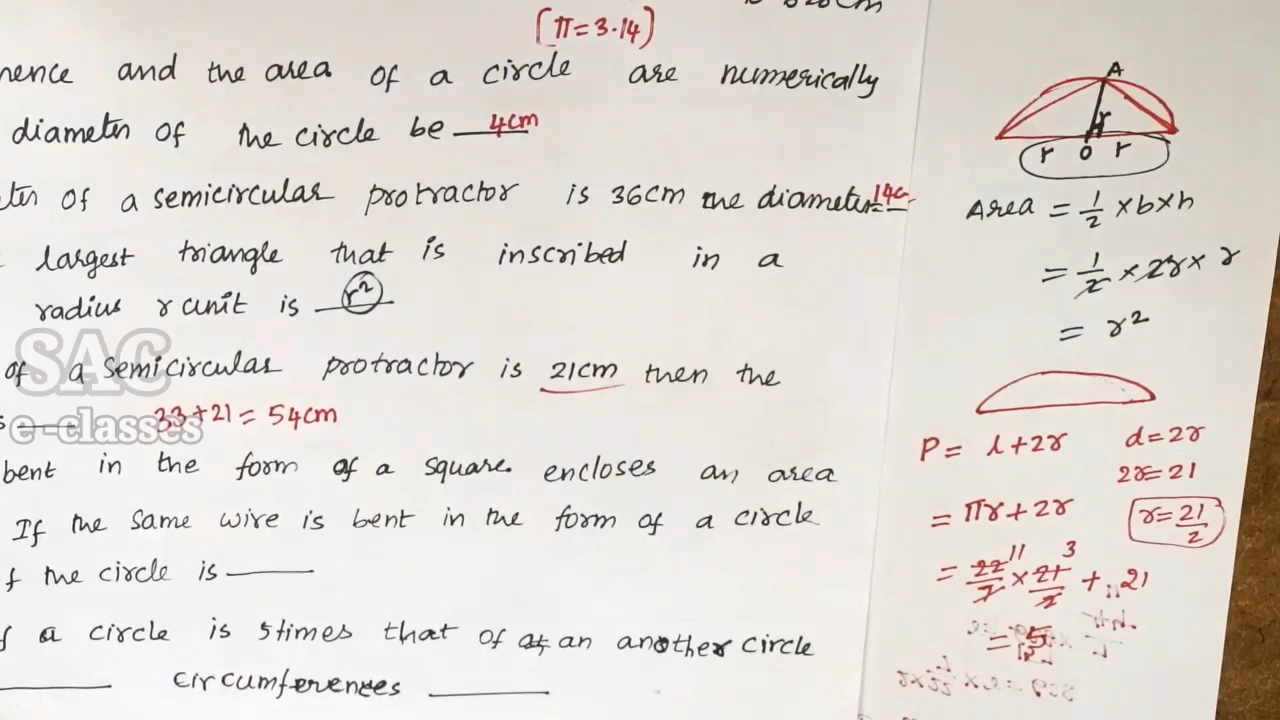 (π=3.14)
and the area of a circle are numerically
diameter of the circle be 4cm
of a semicircular protractor is 36cm the diameter=
largest triangle that is inscribed in a
radius r unit is r²
of a semicircular protractor is 21cm then the
33+21=54cm
bent in the form of a square encloses an area
If the same wire is bent in the form of a circle
the circle is
a circle is 5times that of an another circle
circumferences
SAC
e-classes
A
r
r O r
Area = 1/2 ×b×h
= 1/2 ×2r× r
= r²
P= l+2r
= πr+2r
= 22/7 × 21/2 + 21
11 3
d=2r
2r=21
r=21/2